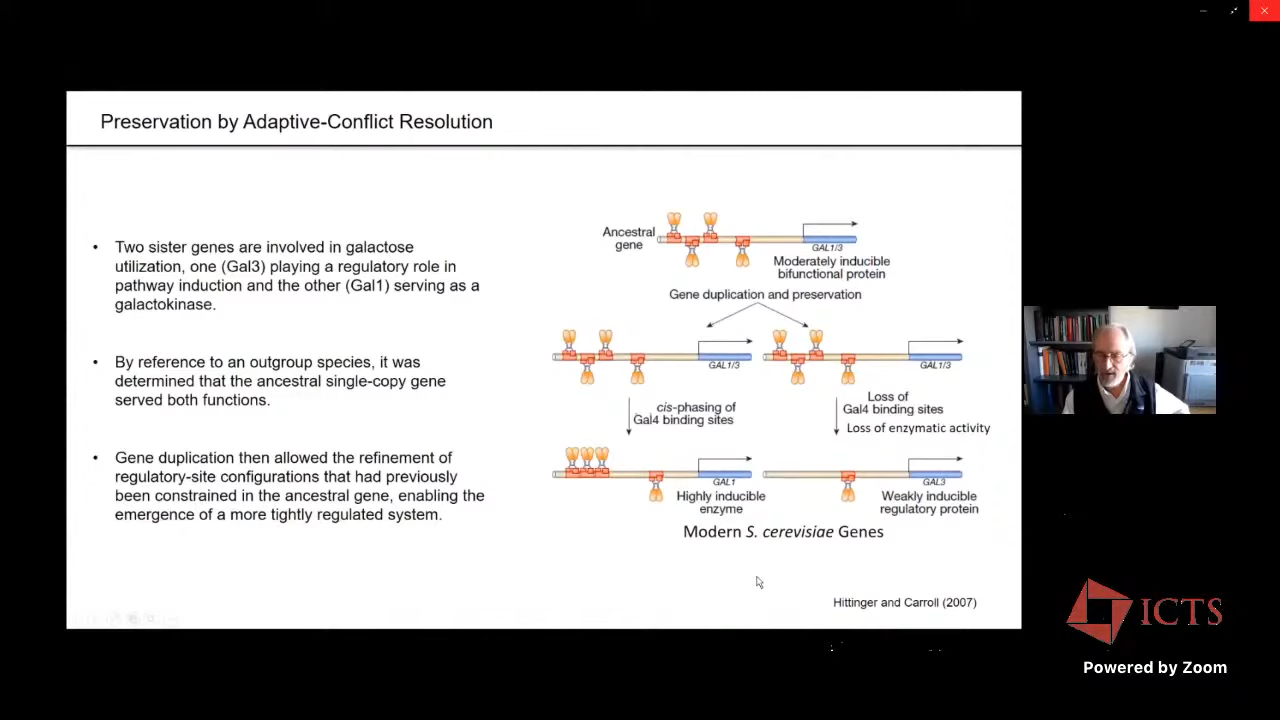 Preservation by Adaptive-Conflict Resolution
• Two sister genes are involved in galactose
utilization, one (Gal3) playing a regulatory role in
pathway induction and the other (Gal1) serving as a
galactokinase.
• By reference to an outgroup species, it was
determined that the ancestral single-copy gene
served both functions.
• Gene duplication then allowed the refinement of
regulatory-site configurations that had previously
been constrained in the ancestral gene, enabling the
emergence of a more tightly regulated system.
Ancestral
gene
GAL1/3
Moderately inducible
bifunctional protein
Gene duplication and preservation
GAL1/3
GAL1/3
cis-phasing of
Gal4 binding sites
Loss of
Gal4 binding sites
Loss of enzymatic activity
GAL1
Highly inducible
enzyme
GAL3
Weakly inducible
regulatory protein
Modern S. cerevisiae Genes
Hittinger and Carroll (2007)
ICTS
Powered by Zoom